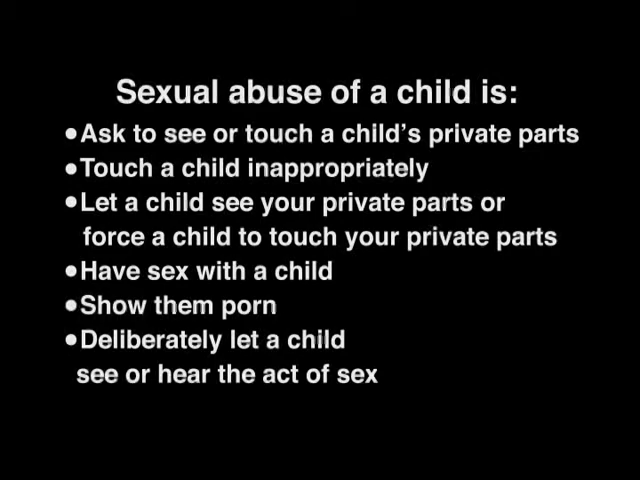 Sexual abuse of a child is:
•Ask to see or touch a child's private parts
•Touch a child inappropriately
•Let a child see your private parts or
force a child to touch your private parts
•Have sex with a child
•Show them porn
•Deliberately let a child
see or hear the act of sex